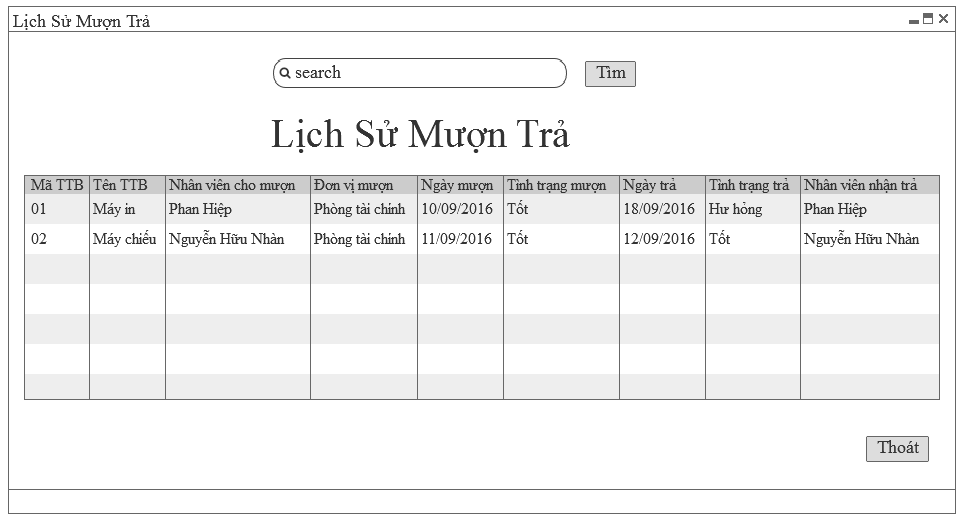 Lịch Sử Mượn Trả
search
Tìm
Lịch Sử Mượn Trả
Mã TTB Tên TTB Nhân viên cho mượn Đơn vị mượn Ngày mượn Tình trạng mượn Ngày trả Tình trạng trả Nhân viên nhận trả
01 Máy in Phan Hiệp Phòng tài chính 10/09/2016 Tốt 18/09/2016 Hư hỏng Phan Hiệp
02 Máy chiếu Nguyễn Hữu Nhàn Phòng tài chính 11/09/2016 Tốt 12/09/2016 Tốt Nguyễn Hữu Nhàn
Thoát